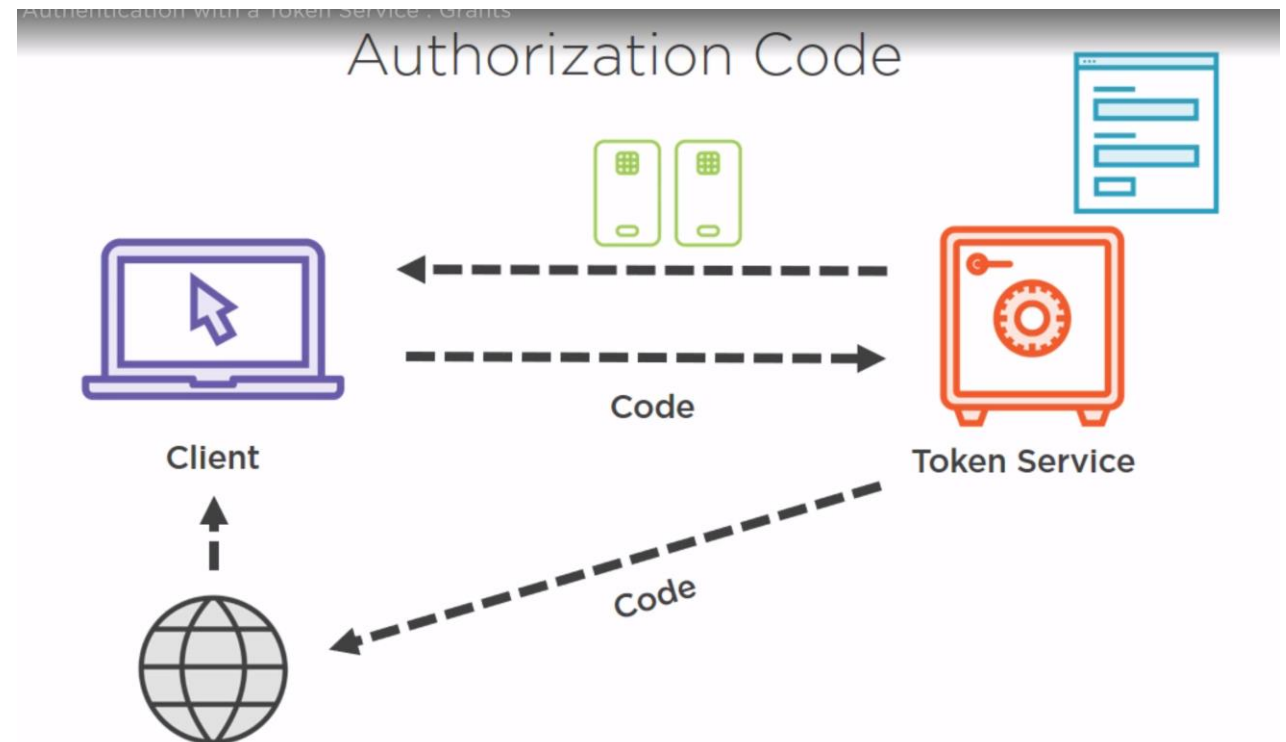 Authentication with a Token Service : Grants
Authorization Code
Code
Client
Token Service
Code